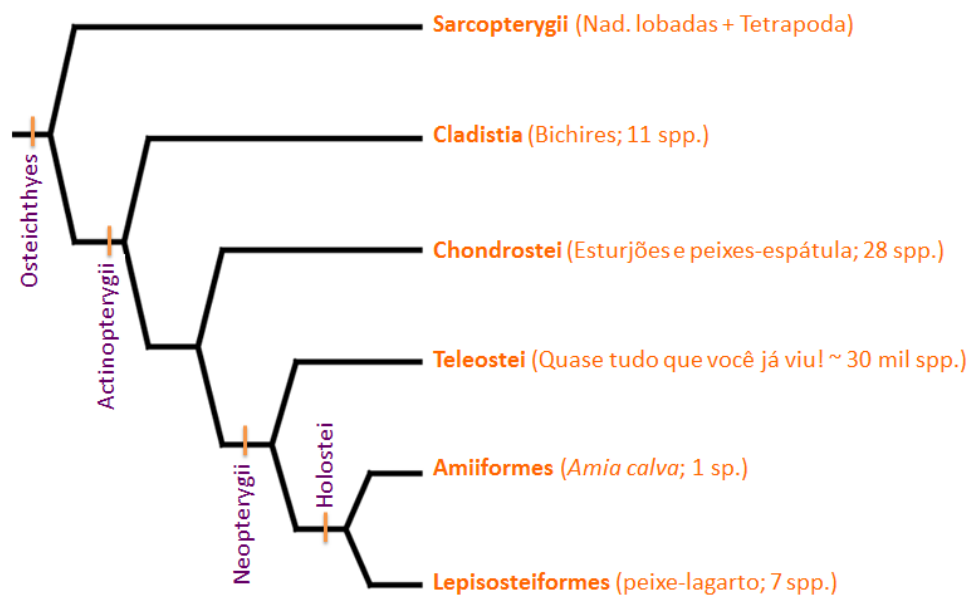 Sarcopterygii (Nad. lobadas + Tetrapoda)
Cladistia (Bichires; 11 spp.)
Osteichthyes
Actinopterygii
Chondrostei (Esturjões e peixes-espátula; 28 spp.)
Teleostei (Quase tudo que você já viu! ~ 30 mil spp.)
Neopterygii
Holostei
Amiiformes (Amia calva; 1 sp.)
Lepisosteiformes (peixe-lagarto; 7 spp.)